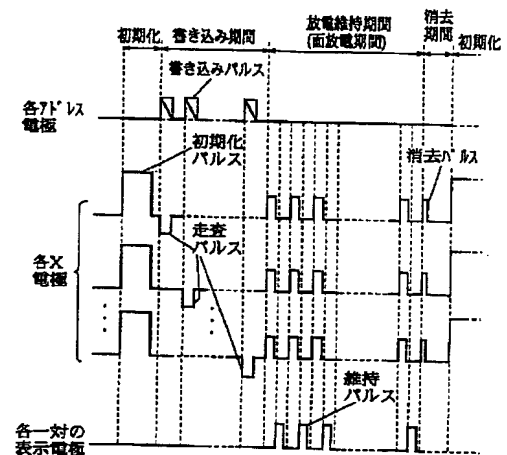 初期化
書き込み期間
放電維持期間
(面放電期間)
消去
期間
初期化
書き込みパルス
各アドレス
電極
初期化
パルス
消去パルス
走査
パルス
各X
電極
維持
パルス
各一対の
表示電極